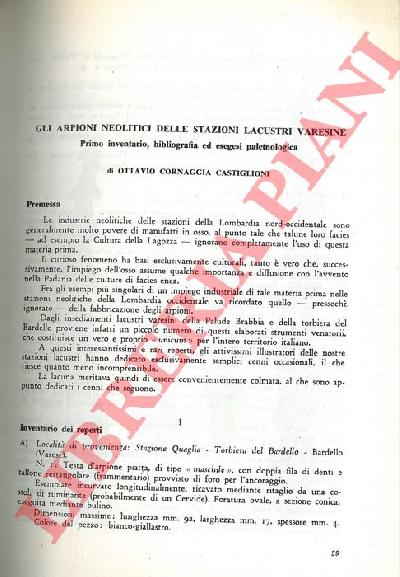 GLI ARPIONI NEOLITICI DELLE STAZIONI LACUSTRI VARESINE
Primo inventario, bibliografia ed esegesi paletnologica
di OTTAVIO CORNAGGIA CASTIGLIONI
Premessa
Le industrie neolitiche delle stazioni della Lombardia nord-occidentale sono
generalmente molto povere di manufatti in osso, al punto tale che talune loro facies
— ad esempio la Cultura della Lagozza — ignorano completamente l'uso di questa
materia prima.
Il curioso fenomeno ha basi esclusivamente culturali, tanto è vero che, succes-
sivamente, l'impiego dell'osso assume qualche importanza e diffusione con l'avvento
nella Padania delle culture di facies enea.
Fra gli esempi più singolari di un impiego industriale di tale materia prima nelle
stazioni neolitiche della Lombardia occidentale va ricordato quello — pressochè
ignorato — della fabbricazione degli arpioni.
Dagli insediamenti lacustri varesini della Palude Brabbia e della torbiera del
Bardello proviene infatti un piccolo numero di questi elaborati strumenti venatorii,
che costituisce un vero e proprio « unicum » per l'intero territorio italiano.
A questi interessantissimi e rari reperti, gli attivissimi illustratori delle nostre
stazioni lacustri hanno dedicato esclusivamente semplici cenni occasionali, il che
riesce quanto meno incomprensibile.
La lacuna meritava quindi di essere convenientemente colmata, al che sono ap-
punto dedicati i cenni che seguono.
I
Inventario dei reperti
A) Località di provenienza: Stazione Quaglia - Torbiera del Bardello - Bardello
(Varese).
N. 1 Testa d'arpione piatta, di tipo « maschile », con doppia fila di denti e
tallone rettangolare (frammentario) provvisto di foro per l'ancoraggio.
Esemplare incurvato longitudinalmente, ricavato mediante ritaglio da una co-
stola di ruminante (probabilmente di un Cervide). Foratura ovale, a sezione conica,
eseguita mediante bulino.
Dimensioni massime: lunghezza mm. 92, larghezza mm. 17, spessore mm. 4.
Colore del pezzo: bianco-giallastro.
59
LIBRERIA PIANI